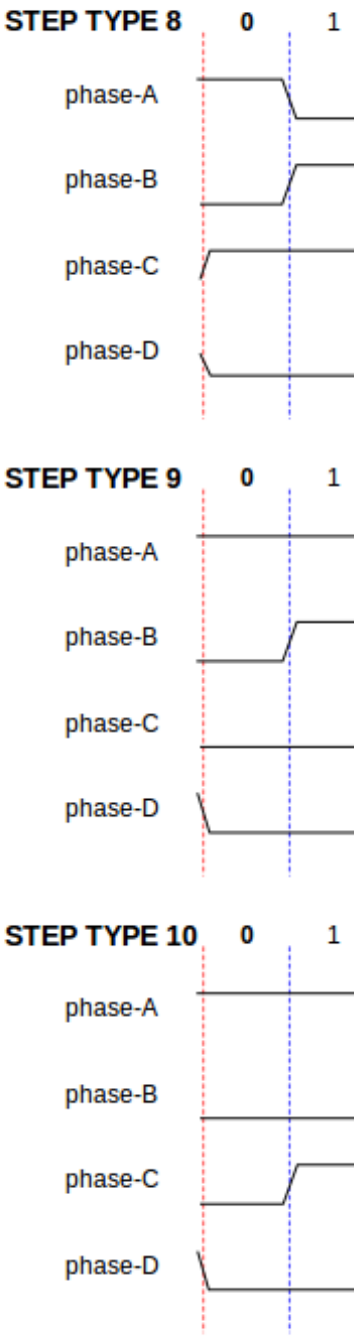 STEP TYPE 8 0 1
phase-A
phase-B
phase-C
phase-D
STEP TYPE 9 0 1
phase-A
phase-B
phase-C
phase-D
STEP TYPE 10 0 1
phase-A
phase-B
phase-C
phase-D